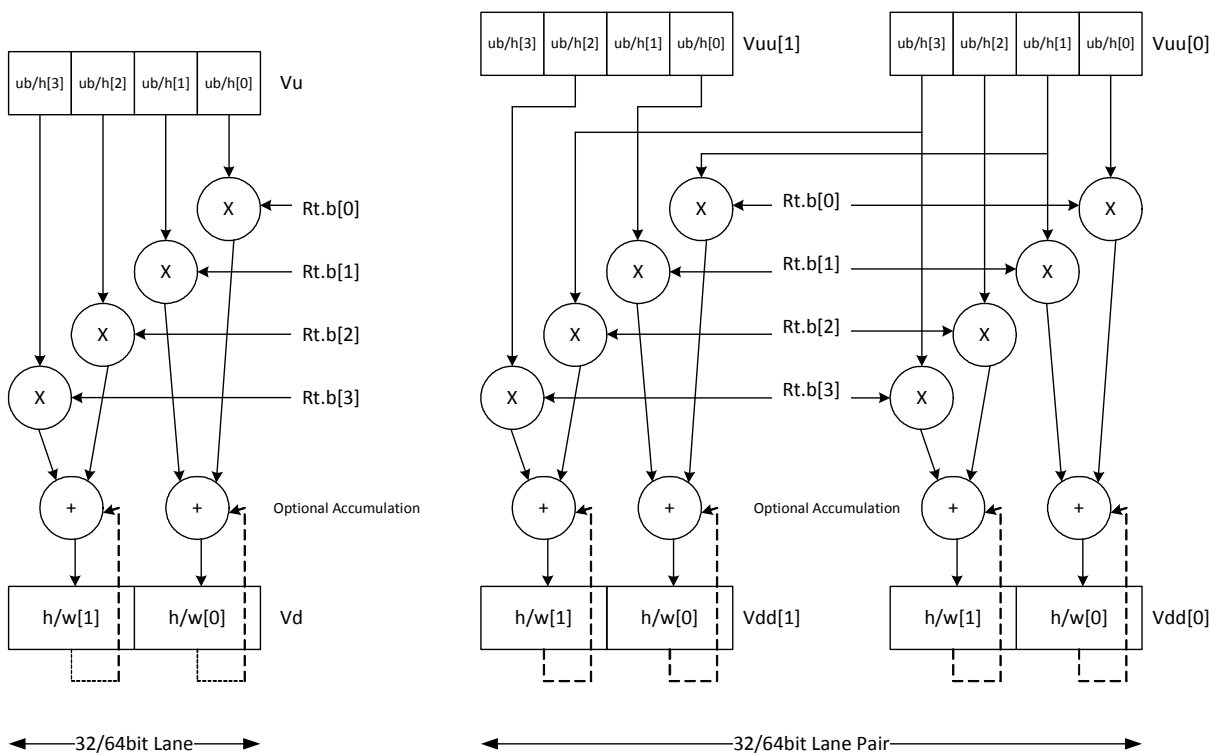 ub/h[3] ub/h[2] ub/h[1] ub/h[0] Vuu[1] ub/h[3] ub/h[2] ub/h[1] ub/h[0] Vuu[0]
ub/h[3] ub/h[2] ub/h[1] ub/h[0] Vu
X Rt.b[0] X Rt.b[0] X
X Rt.b[1] X Rt.b[1] X
X Rt.b[2] X Rt.b[2] X
X Rt.b[3] X Rt.b[3] X
+ + Optional Accumulation + + Optional Accumulation + +
h/w[1] h/w[0] Vd h/w[1] h/w[0] Vdd[1] h/w[1] h/w[0] Vdd[0]
32/64bit Lane 32/64bit Lane Pair